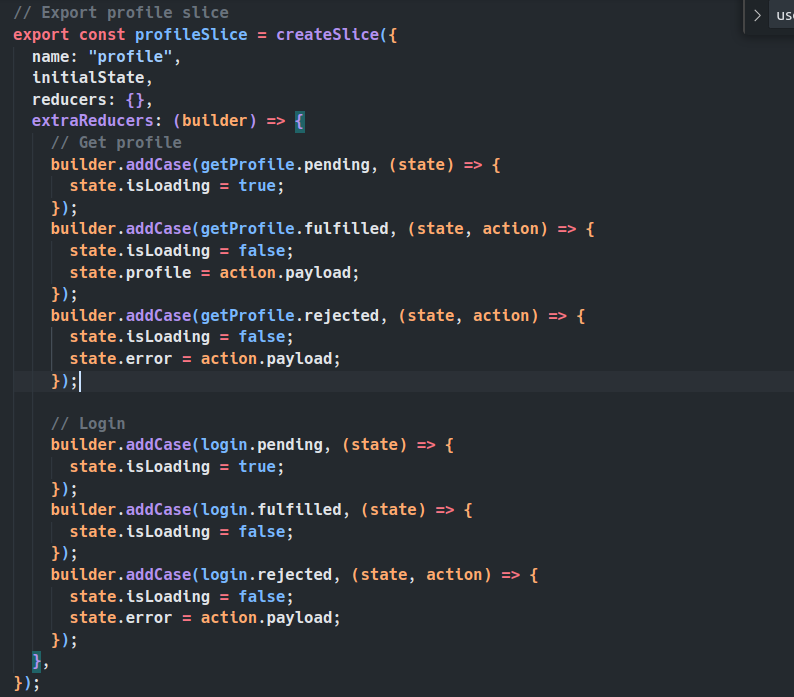 // Export profile slice
export const profileSlice = createSlice({
  name: "profile",
  initialState,
  reducers: {},
  extraReducers: (builder) => {
    // Get profile
    builder.addCase(getProfile.pending, (state) => {
      state.isLoading = true;
    });
    builder.addCase(getProfile.fulfilled, (state, action) => {
      state.isLoading = false;
      state.profile = action.payload;
    });
    builder.addCase(getProfile.rejected, (state, action) => {
      state.isLoading = false;
      state.error = action.payload;
    });

    // Login
    builder.addCase(login.pending, (state) => {
      state.isLoading = true;
    });
    builder.addCase(login.fulfilled, (state) => {
      state.isLoading = false;
    });
    builder.addCase(login.rejected, (state, action) => {
      state.isLoading = false;
      state.error = action.payload;
    });
  },
});